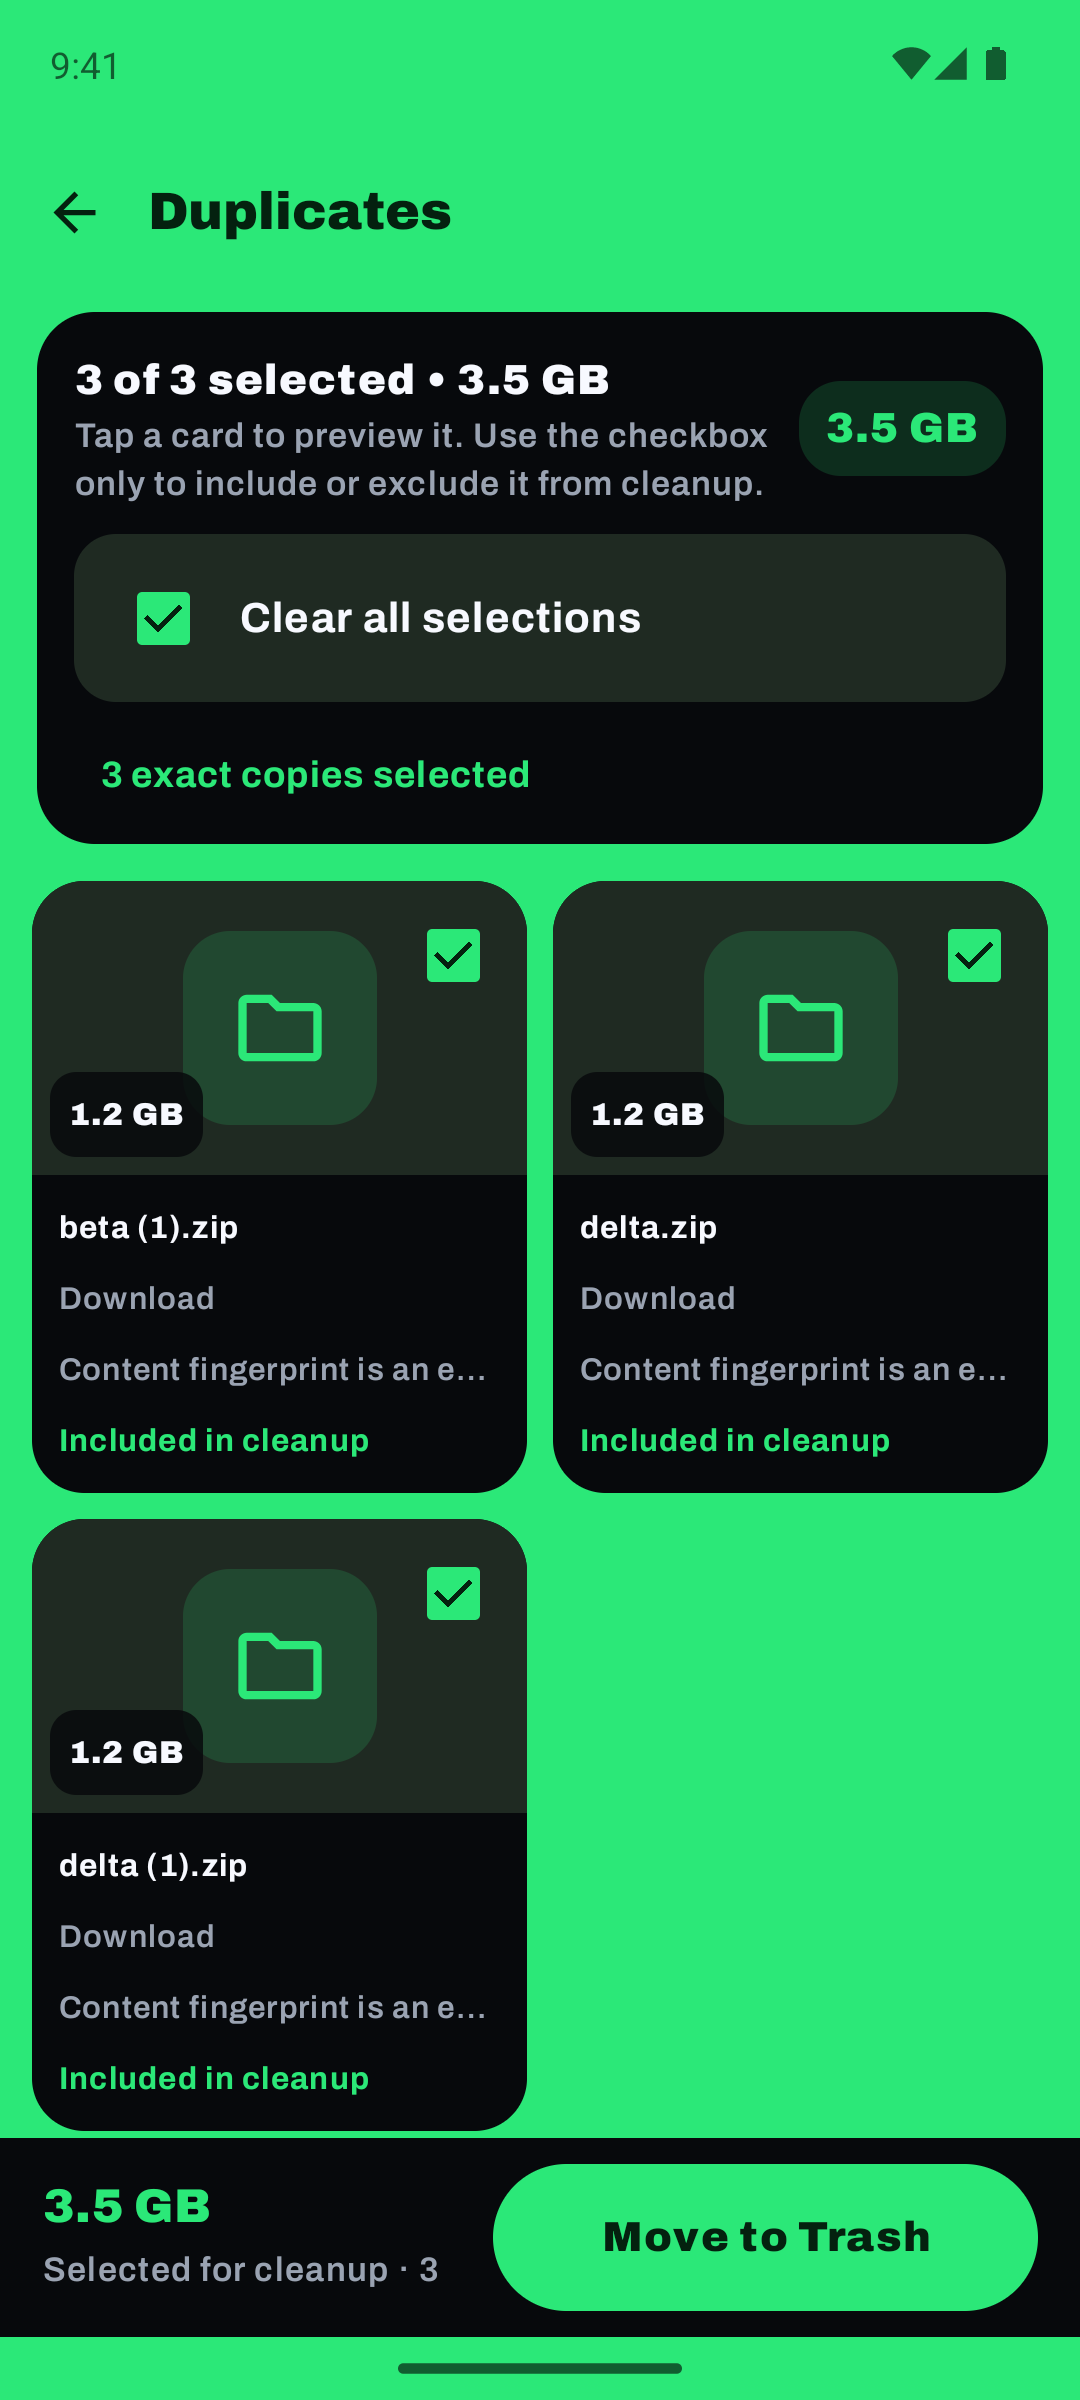 9:41
Duplicates
3 of 3 selected • 3.5 GB
Tap a card to preview it. Use the checkbox
only to include or exclude it from cleanup.
3.5 GB
Clear all selections
3 exact copies selected
1.2 GB
beta (1).zip
Download
Content fingerprint is an e...
Included in cleanup
1.2 GB
delta.zip
Download
Content fingerprint is an e...
Included in cleanup
1.2 GB
delta (1).zip
Download
Content fingerprint is an e...
Included in cleanup
3.5 GB
Selected for cleanup · 3
Move to Trash